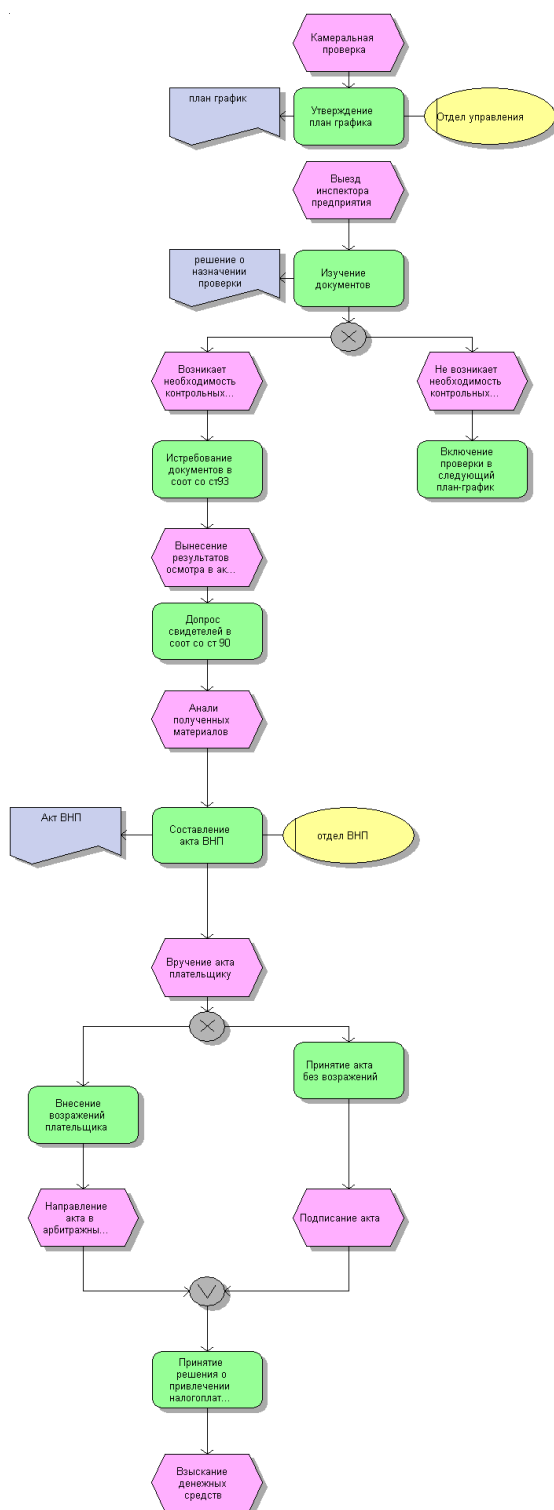 Камеральная
проверка
план график
Утверждение
план графика
Отдел управления
Выезд
инспектора
предприятия
решение о
назначении
проверки
Изучение
документов
Возникает
необходимость
контрольных...
Не возникает
необходимость
контрольных...
Истребование
документов в
соот со ст93
Включение
проверки в
следующий
план-график
Вынесение
результатов
осмотра в ак...
Допрос
свидетелей в
соот со ст 90
Анали
полученных
материалов
Акт ВНП
Составление
акта ВНП
отдел ВНП
Вручение акта
плательщику
Внесение
возражений
плательщика
Принятие акта
без возражений
Направление
акта в
арбитражны...
Подписание акта
Принятие
решения о
привлечении
налогоплат...
Взыскание
денежных
средств